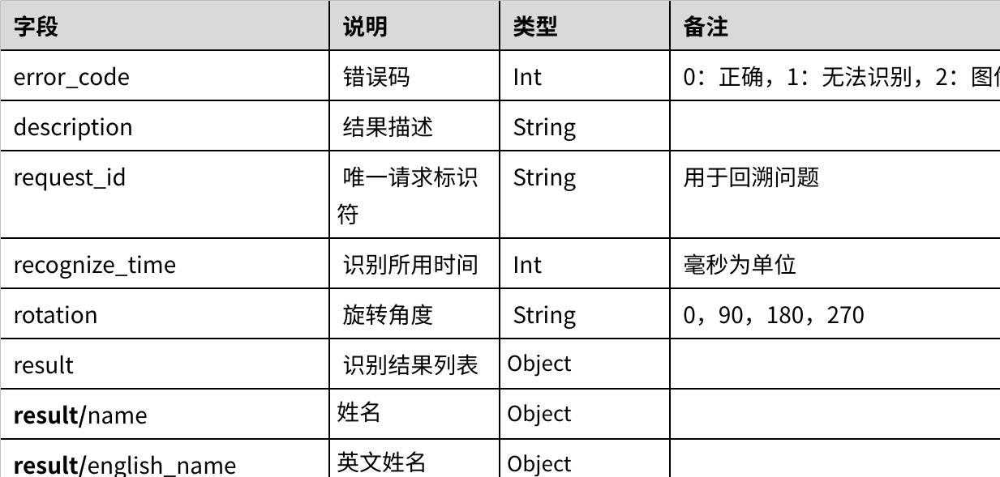 字段 说明 类型 备注
error_code 错误码 Int 0：正确，1：无法识别，2：图
description 结果描述 String
request_id 唯一请求标识 String 用于回溯问题
符
recognize_time 识别所用时间 Int 毫秒为单位
rotation 旋转角度 String 0，90，180，270
result 识别结果列表 Object
result/name 姓名 Object
result/english_name 英文姓名 Object